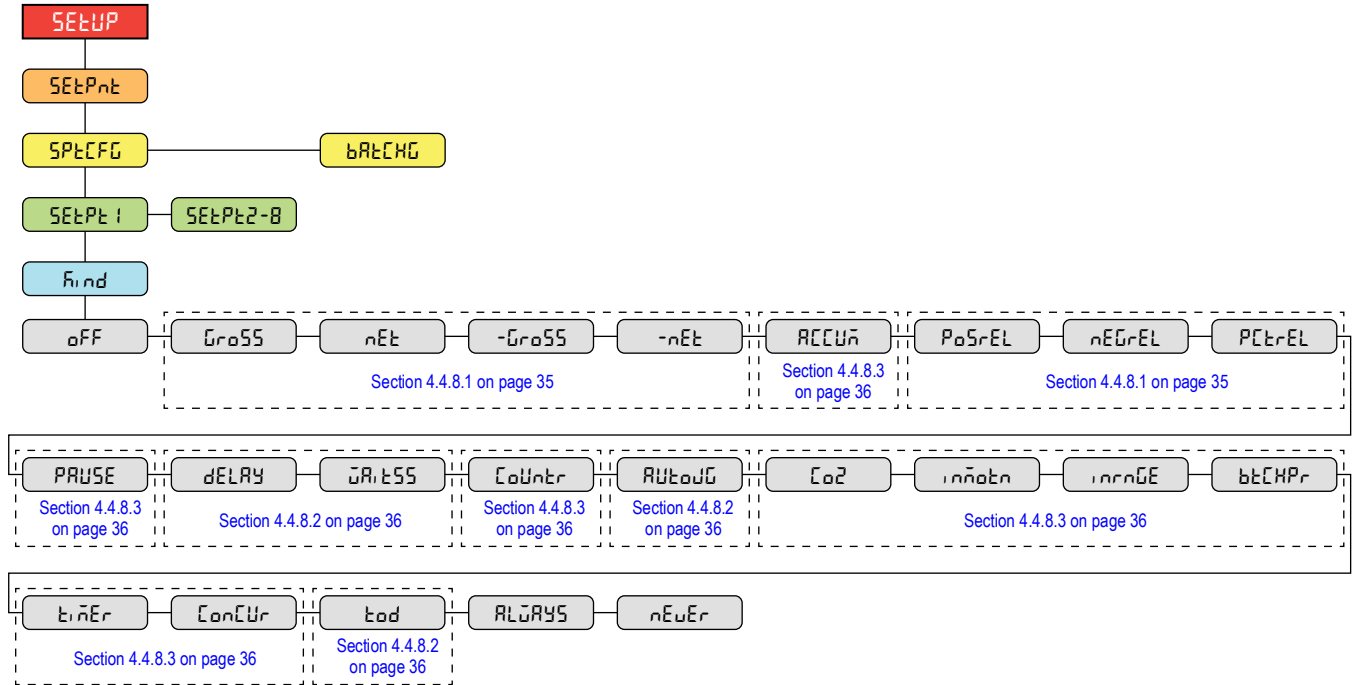 SEtUP
SEtPnt
SPtCFG
bAtCHG
SEtPt1
SEtPt2-8
Kind
oFF
GroSS
nEt
-GroSS
-nEt
ACCUM
PoSrEL
nEGrEL
PCtrEL
Section 4.4.8.1 on page 35
Section 4.4.8.3
on page 36
Section 4.4.8.1 on page 35
PAUSE
dELAY
WAitSS
CoUntr
AUtoJG
CoZ
inMotn
inrnGE
btCHPr
Section 4.4.8.3
on page 36
Section 4.4.8.2 on page 36
Section 4.4.8.3
on page 36
Section 4.4.8.2
on page 36
Section 4.4.8.3 on page 36
tiMEr
ConCUr
tod
ALWAYS
nEvEr
Section 4.4.8.3 on page 36
Section 4.4.8.2
on page 36